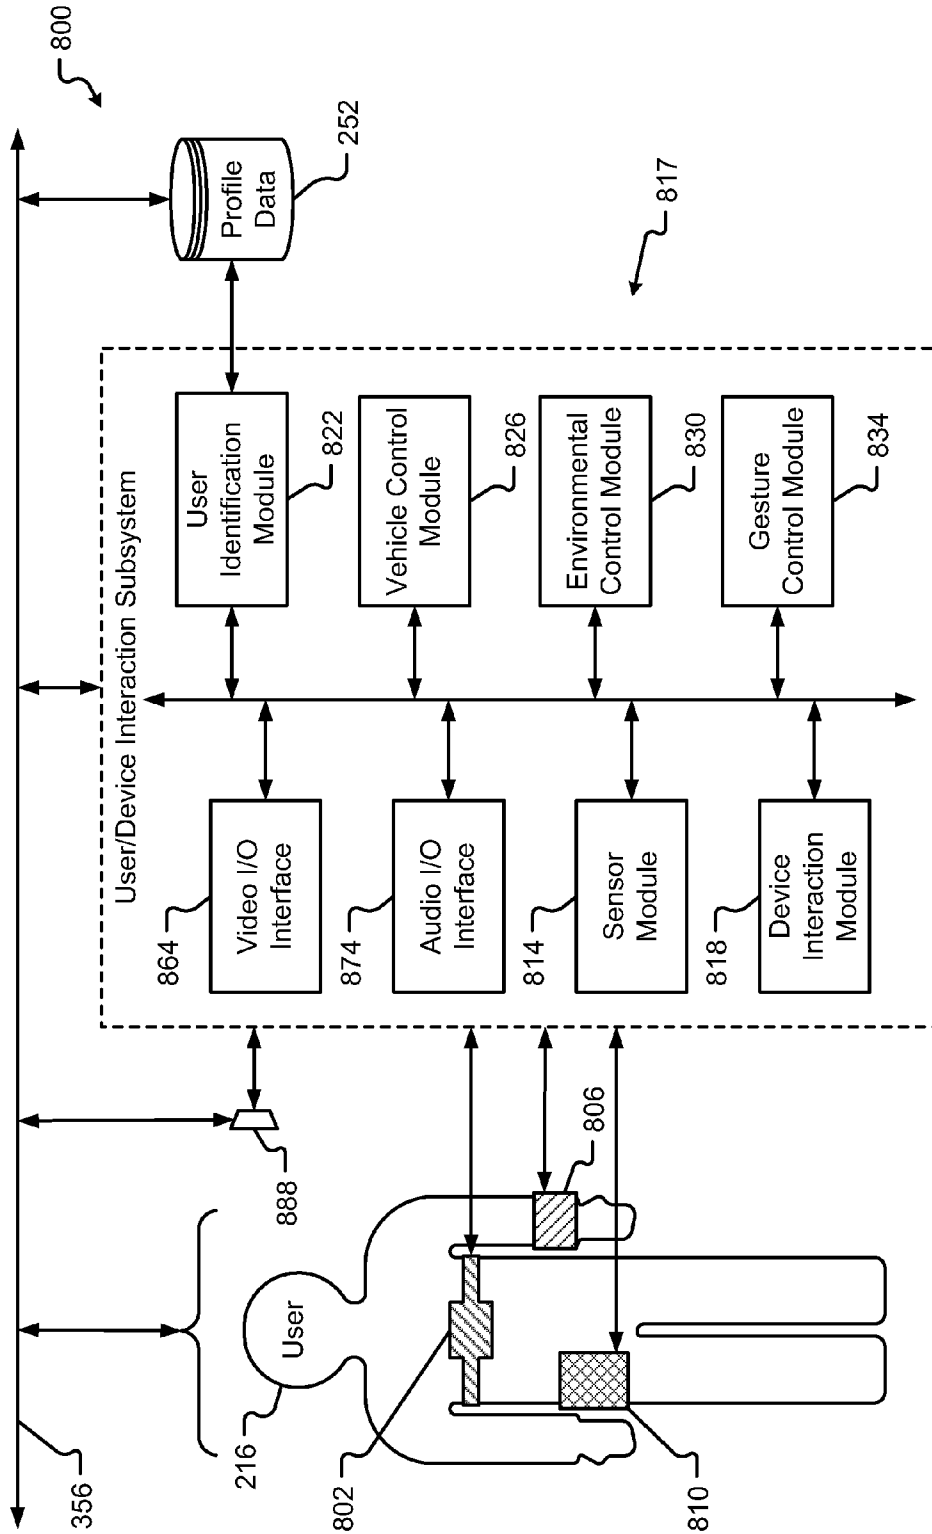 800
356
Profile
Data
252
817
User/Device Interaction Subsystem
User
Identification
Module
822
Vehicle Control
Module
826
Environmental
Control Module
830
Gesture
Control Module
834
864
Video I/O
Interface
874
Audio I/O
Interface
814
Sensor
Module
818
Device
Interaction
Module
888
806
User
216
802
810